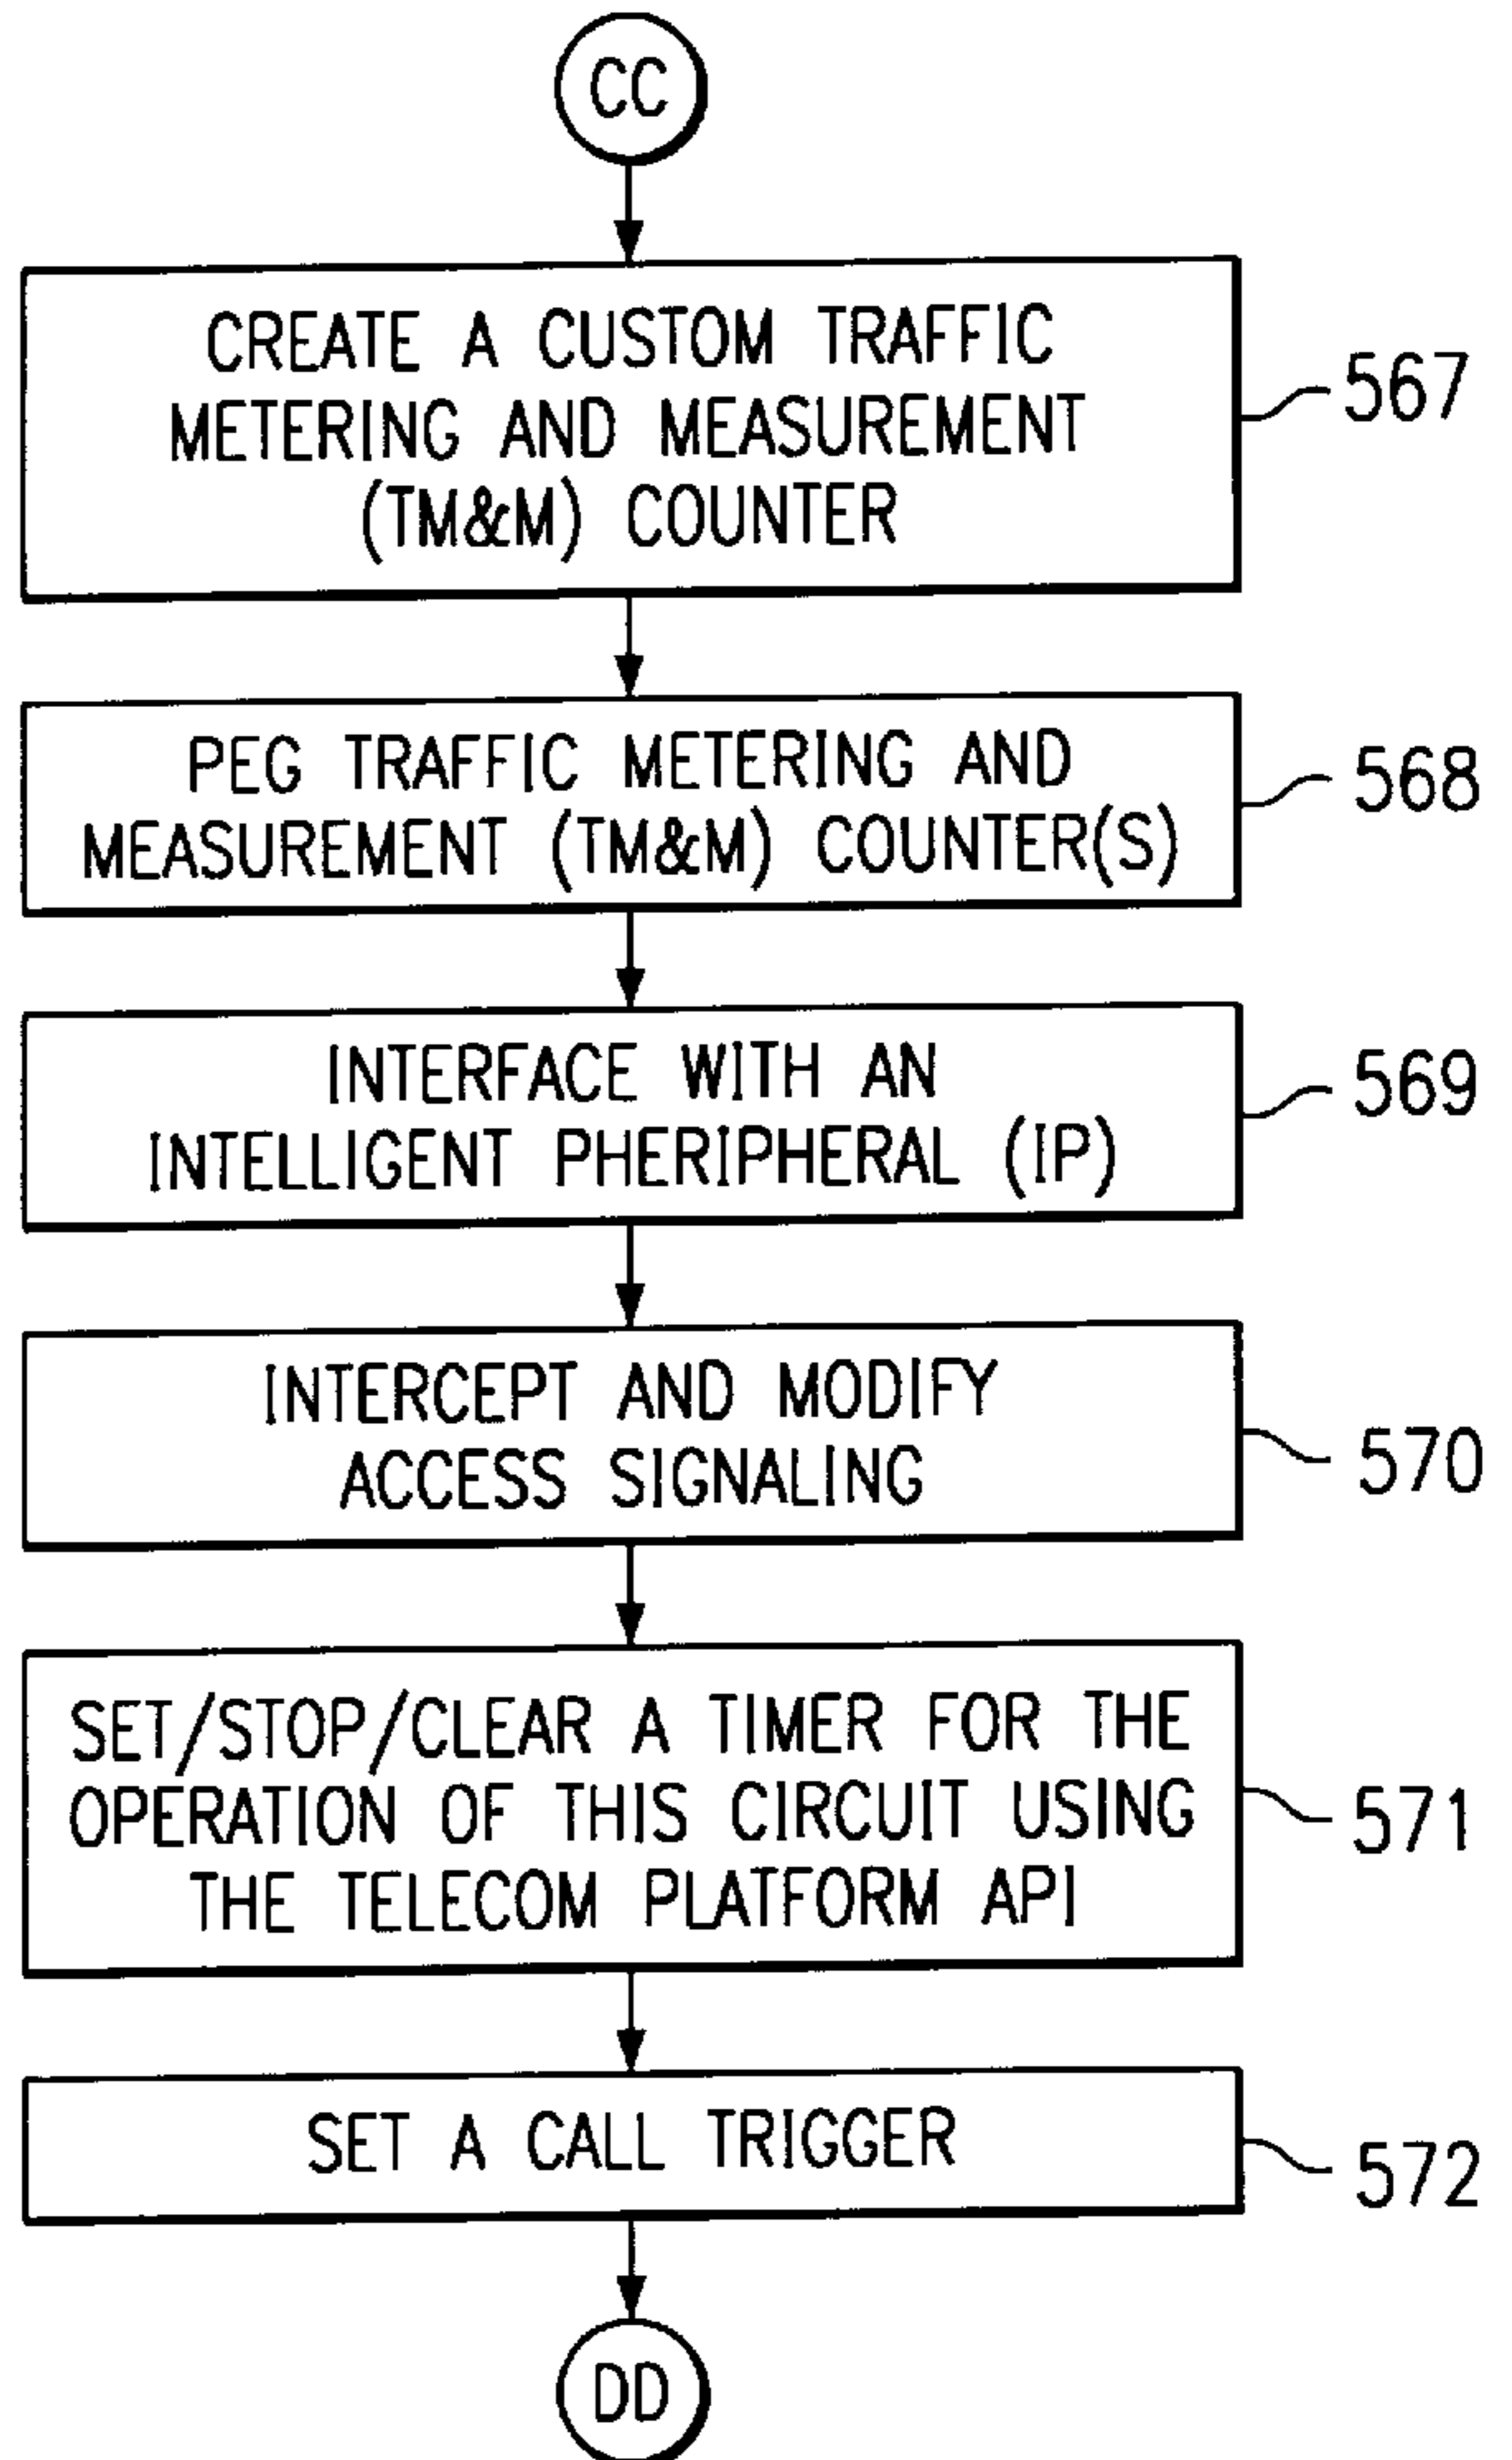 CC
CREATE A CUSTOM TRAFFIC
METERING AND MEASUREMENT
(TM&M) COUNTER
567
PEG TRAFFIC METERING AND
MEASUREMENT (TM&M) COUNTER(S)
568
INTERFACE WITH AN
INTELLIGENT PHERIPHERAL (IP)
569
INTERCEPT AND MODIFY
ACCESS SIGNALING
570
SET/STOP/CLEAR A TIMER FOR THE
OPERATION OF THIS CIRCUIT USING
THE TELECOM PLATFORM API
571
SET A CALL TRIGGER
572
DD